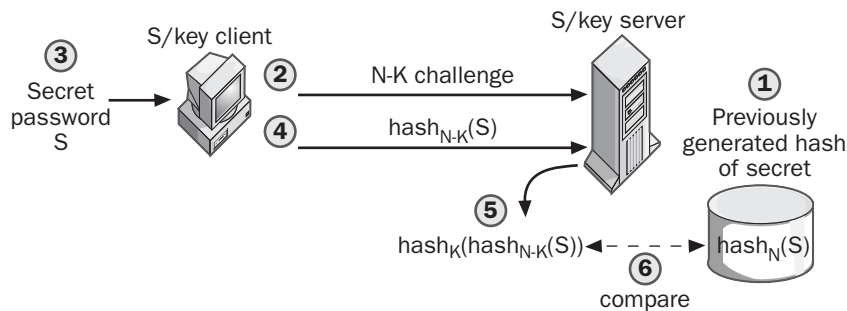 S/key client
S/key server
3
Secret
password
S
2
N-K challenge
4
hash_N-K(S)
1
Previously
generated hash
of secret
5
hash_K(hash_N-K(S))
hash_N(S)
6
compare